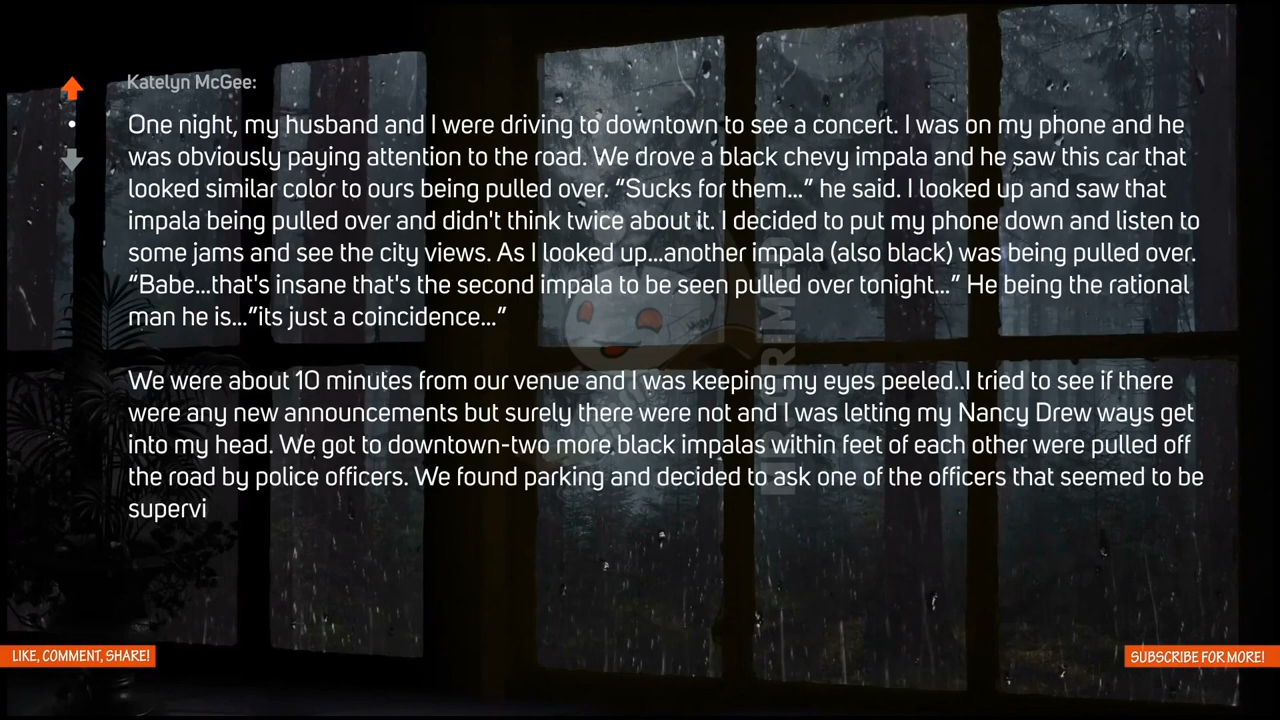 Katelyn McGee:
One night, my husband and I were driving to downtown to see a concert. I was on my phone and he
was obviously paying attention to the road. We drove a black chevy impala and he saw this car that
looked similar color to ours being pulled over. “Sucks for them...” he said. I looked up and saw that
impala being pulled over and didn't think twice about it. I decided to put my phone down and listen to
some jams and see the city views. As I looked up...another impala (also black) was being pulled over.
“Babe...that's insane that's the second impala to be seen pulled over tonight...” He being the rational
man he is...”its just a coincidence...”
We were about 10 minutes from our venue and I was keeping my eyes peeled..I tried to see if there
were any new announcements but surely there were not and I was letting my Nancy Drew ways get
into my head. We got to downtown-two more black impalas within feet of each other were pulled off
the road by police officers. We found parking and decided to ask one of the officers that seemed to be
supervi
LIKE, COMMENT, SHARE!
SUBSCRIBE FOR MORE!